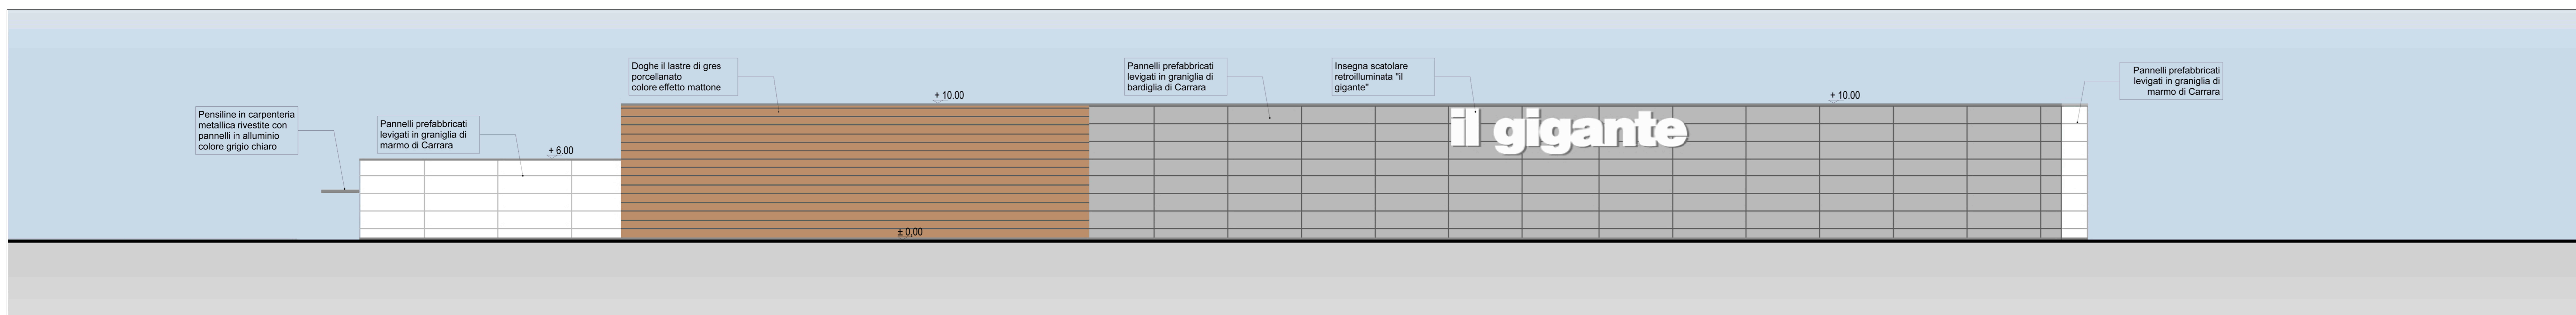 Pensiline in carpenteria
metallica rivestite con
pannelli in alluminio
colore grigio chiaro
Pannelli prefabbricati
levigati in graniglia di
marmo di Carrara
+ 6.00
Doghe il lastre di gres
porcellanato
colore effetto mattone
+ 10.00
± 0,00
Pannelli prefabbricati
levigati in graniglia di
bardiglia di Carrara
Insegna scatolare
retroilluminata "il
gigante"
il gigante
+ 10.00
Pannelli prefabbricati
levigati in graniglia di
marmo di Carrara